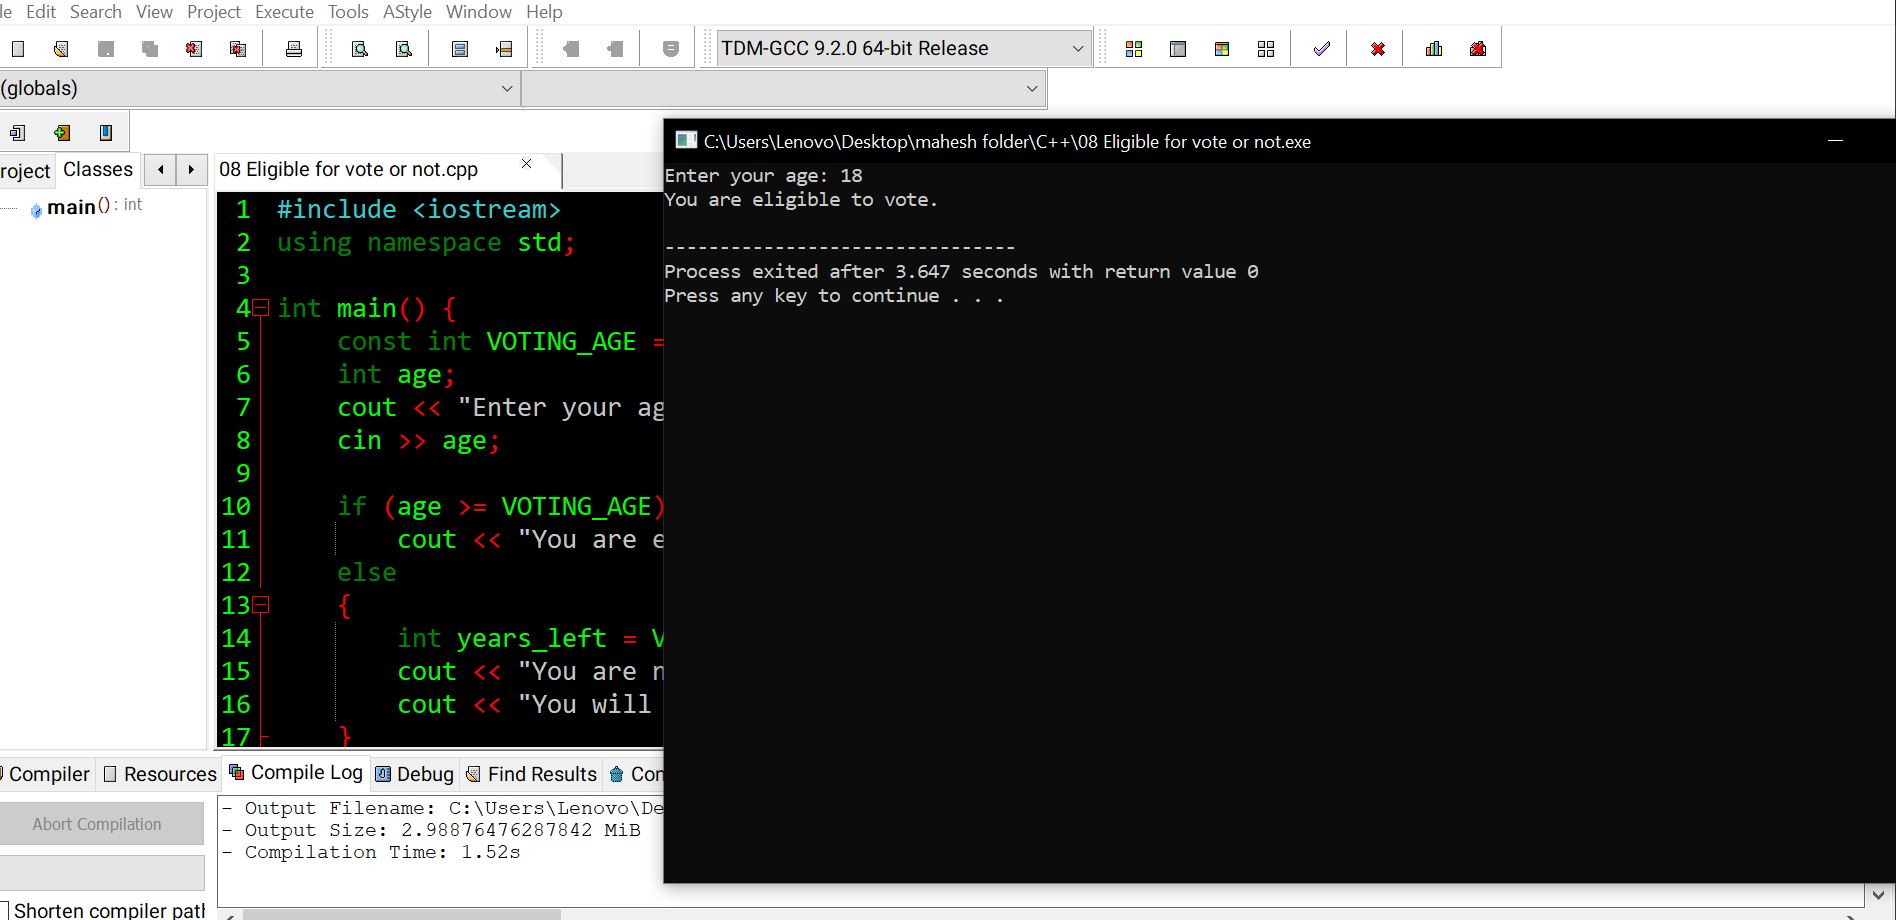 le Edit Search View Project Execute Tools AStyle Window Help
TDM-GCC 9.2.0 64-bit Release
(globals)
roject Classes
main() : int
08 Eligible for vote or not.cpp
1 #include <iostream>
2 using namespace std;
3
4 int main() {
5 const int VOTING_AGE =
6 int age;
7 cout << "Enter your ag
8 cin >> age;
9
10 if (age >= VOTING_AGE)
11 cout << "You are e
12 else
13 {
14 int years_left = V
15 cout << "You are n
16 cout << "You will
17 }
C:\Users\Lenovo\Desktop\mahesh folder\C++\08 Eligible for vote or not.exe
Enter your age: 18
You are eligible to vote.
--------------------------------
Process exited after 3.647 seconds with return value 0
Press any key to continue . . .
Compiler Resources Compile Log Debug Find Results Con
Abort Compilation
Shorten compiler path
- Output Filename: C:\Users\Lenovo\De
- Output Size: 2.98876476287842 MiB
- Compilation Time: 1.52s